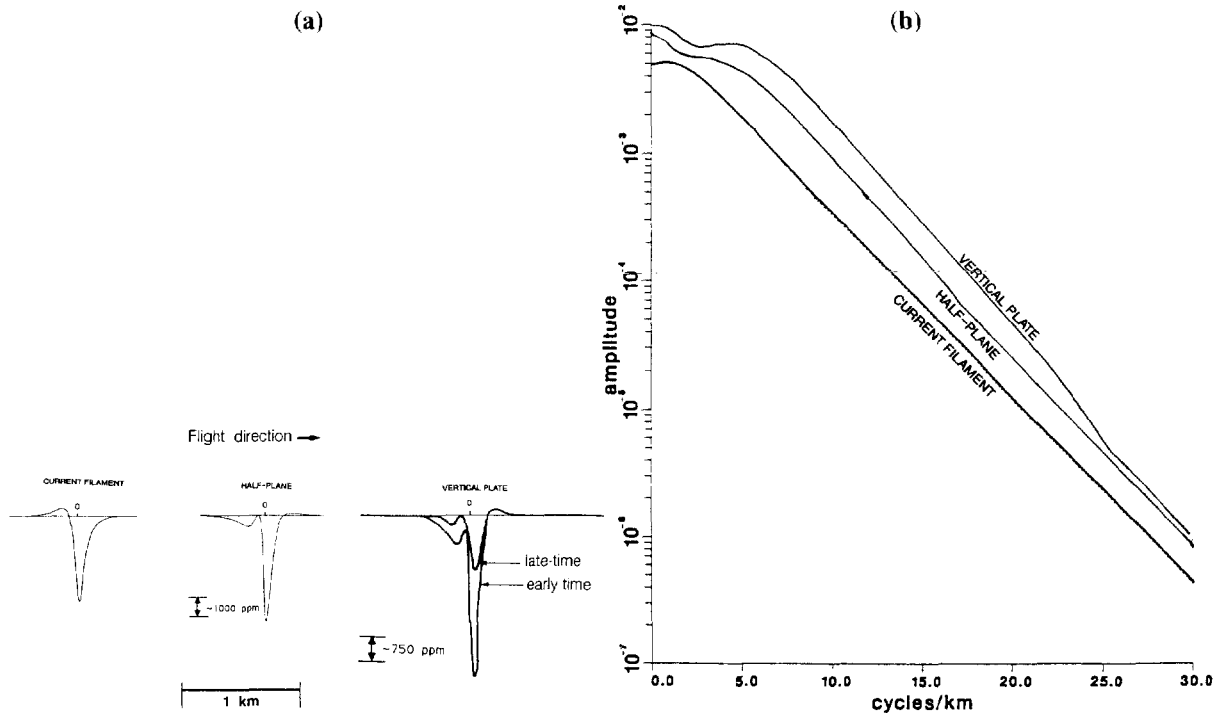 (a)
Flight direction
CURRENT FILAMENT
0
HALF-PLANE
0
~1000 ppm
VERTICAL PLATE
0
late-time
early time
~750 ppm
1 km
(b)
10⁻²
10⁻³
10⁻⁴
10⁻⁵
10⁻⁶
10⁻⁷
amplitude
VERTICAL PLATE
HALF-PLANE
CURRENT FILAMENT
0.0 5.0 10.0 15.0 20.0 25.0 30.0
cycles/km